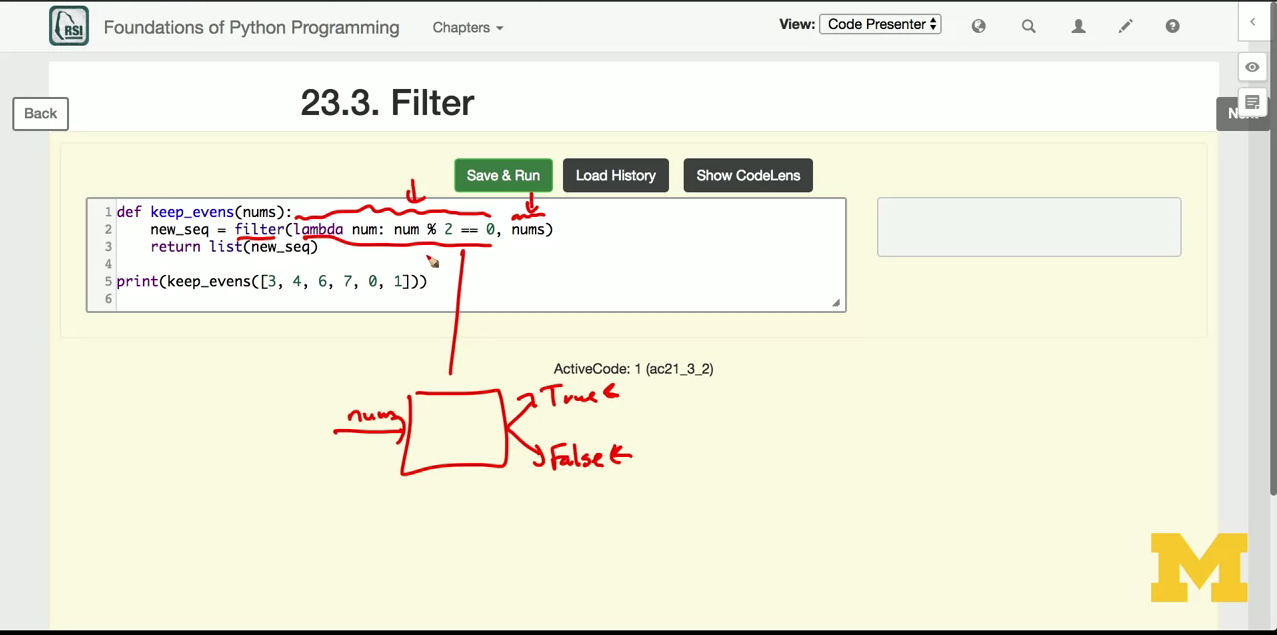 RSI Foundations of Python Programming Chapters View: Code Presenter
Back
23.3. Filter
Save & Run Load History Show CodeLens
1 def keep_evens(nums):
2 new_seq = filter(lambda num: num % 2 == 0, nums)
3 return list(new_seq)
4
5 print(keep_evens([3, 4, 6, 7, 0, 1]))
6
ActiveCode: 1 (ac21_3_2)
True
nums
False
M